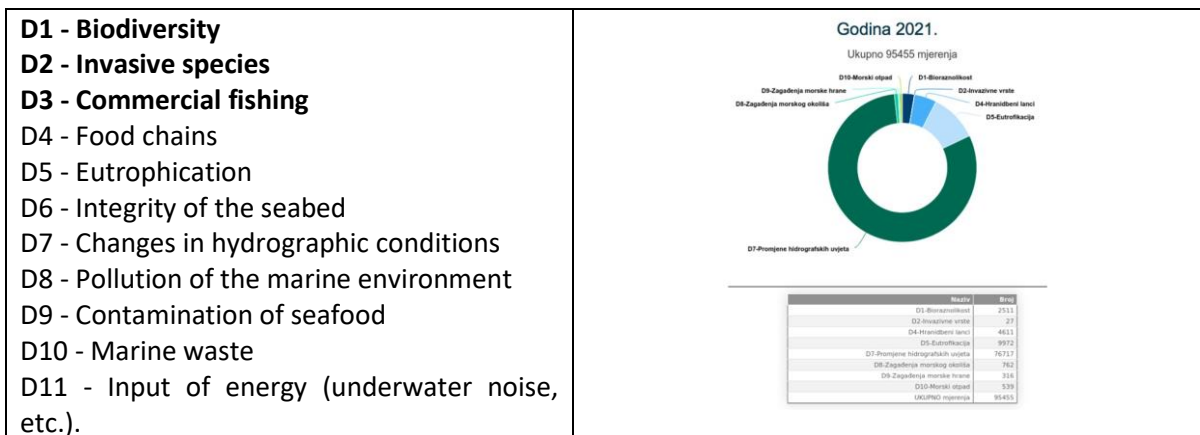 D1 - Biodiversity
D2 - Invasive species
D3 - Commercial fishing
D4 - Food chains
D5 - Eutrophication
D6 - Integrity of the seabed
D7 - Changes in hydrographic conditions
D8 - Pollution of the marine environment
D9 - Contamination of seafood
D10 - Marine waste
D11 - Input of energy (underwater noise,
etc.).
Godina 2021.
Ukupno 95455 mjerenja
D10-Morski otpad
D1-Bioraznolikost
D9-Zagađenja morske hrane
D2-Invazivne vrste
D8-Zagađenja morskog okoliša
D4-Hranidbeni lanci
D5-Eutrofikacija
D7-Promjene hidrografskih uvjeta
Naziv Broj
D1-Bioraznolikost 2511
D2-Invazivne vrste 27
D4-Hranidbeni lanci 4611
D5-Eutrofikacija 9972
D7-Promjene hidrografskih uvjeta 76717
D8-Zagađenja morskog okoliša 762
D9-Zagađenja morske hrane 316
D10-Morski otpad 539
UKUPNO mjerenja 95455